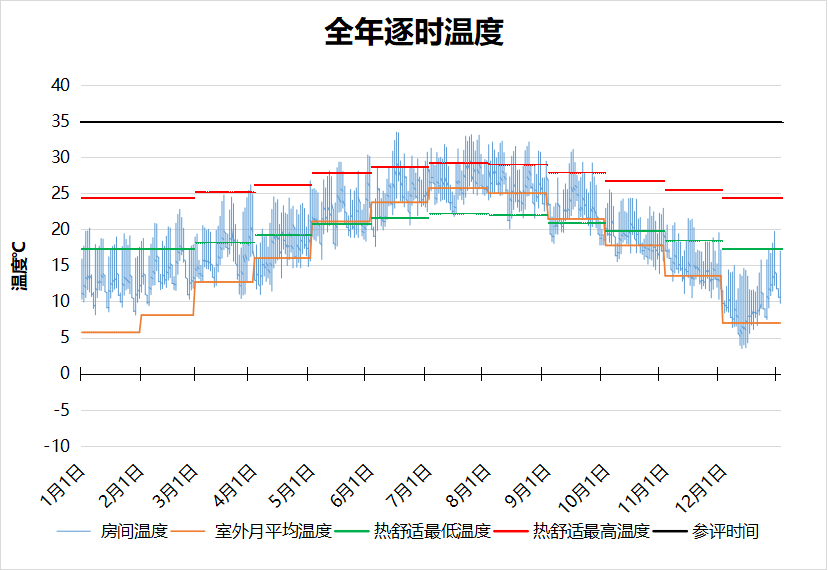 全年逐时温度
40
35
30
25
20
15
10
5
0
-5
-10
温度℃
1月1日
2月1日
3月1日
4月1日
5月1日
6月1日
7月1日
8月1日
9月1日
10月1日
11月1日
12月1日
房间温度
室外月平均温度
热舒适最低温度
热舒适最高温度
参评时间